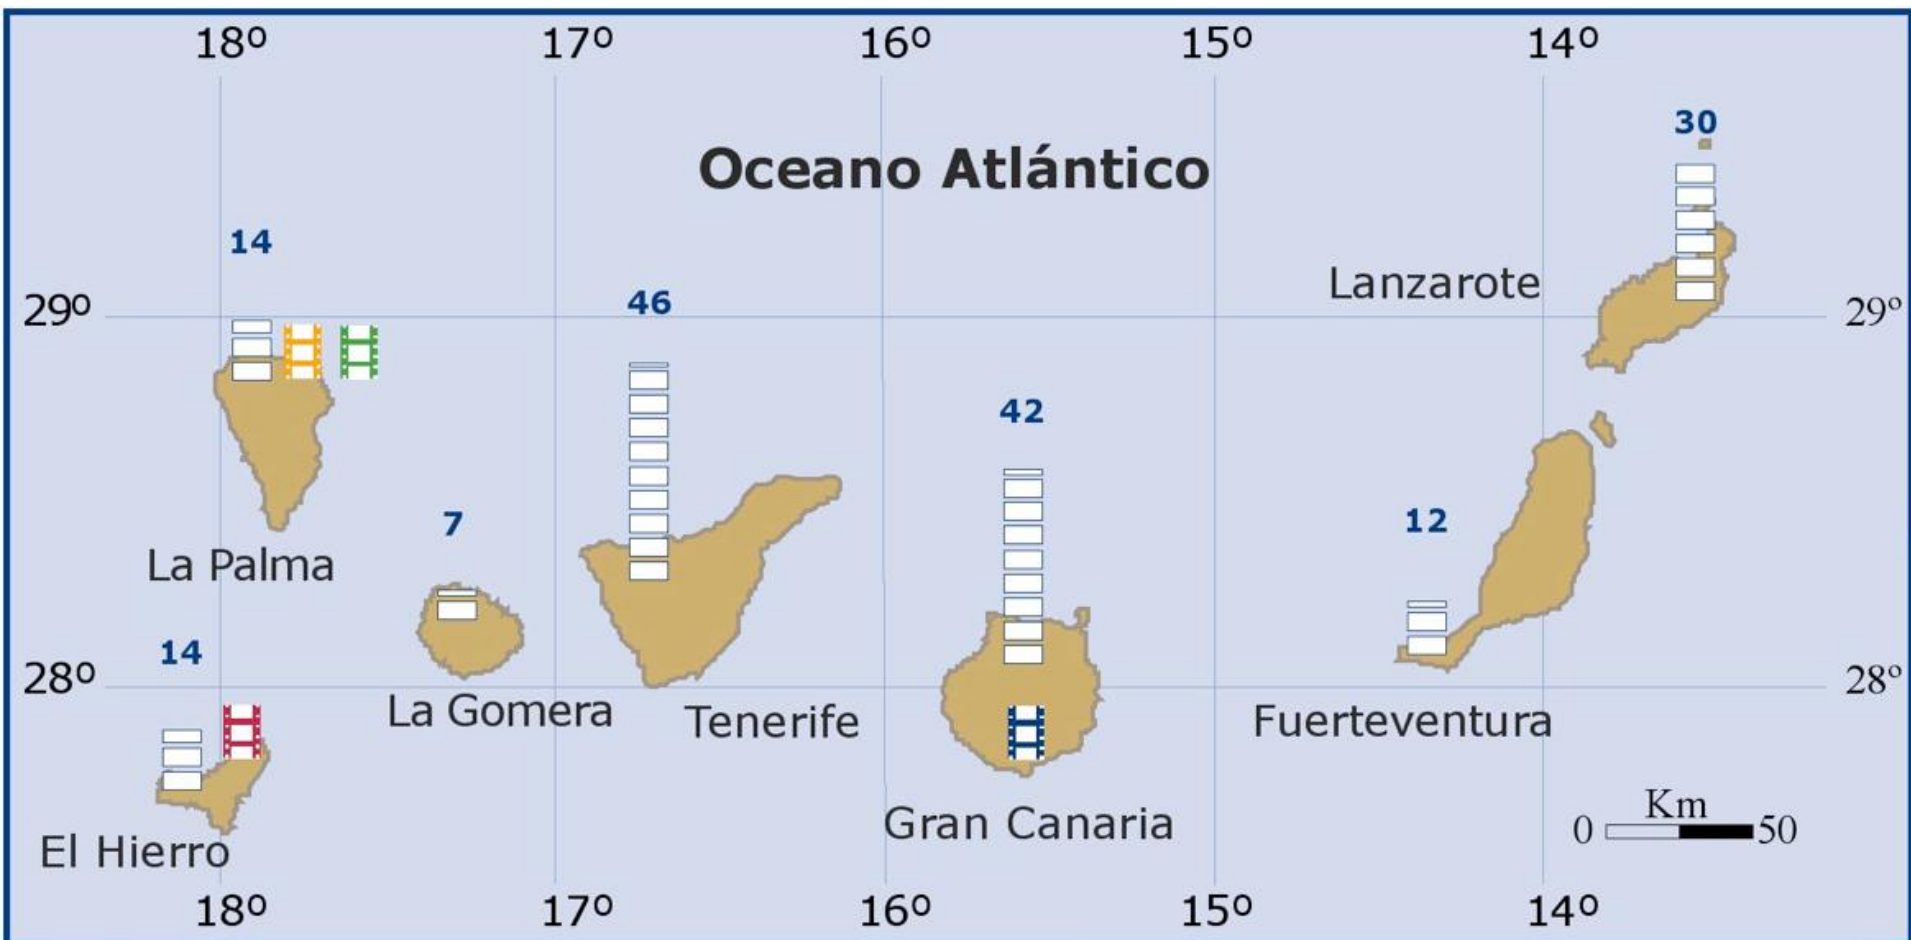 18º 17º 16º 15º 14º
30
Oceano Atlántico
14
Lanzarote
29º 46 29º
42
7 12
La Palma
14
28º 28º
La Gomera Tenerife Fuerteventura
Km
0 50
Gran Canaria
El Hierro
18º 17º 16º 15º 14º